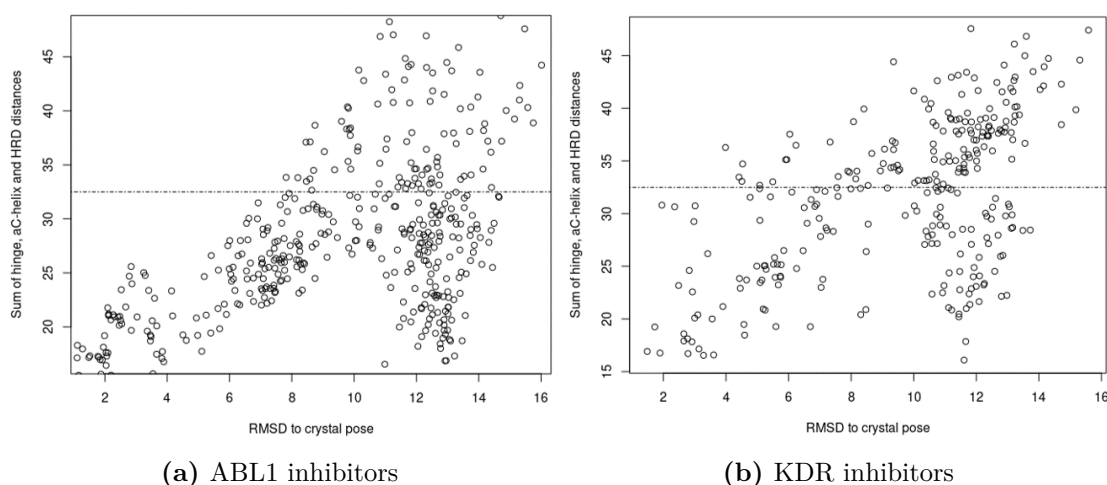 Sum of hinge, aC-helix and HRD distances
45
40
35
30
25
20
2 4 6 8 10 12 14 16
RMSD to crystal pose
(a) ABL1 inhibitors
Sum of hinge, aC-helix and HRD distances
45
40
35
30
25
20
15
2 4 6 8 10 12 14 16
RMSD to crystal pose
(b) KDR inhibitors